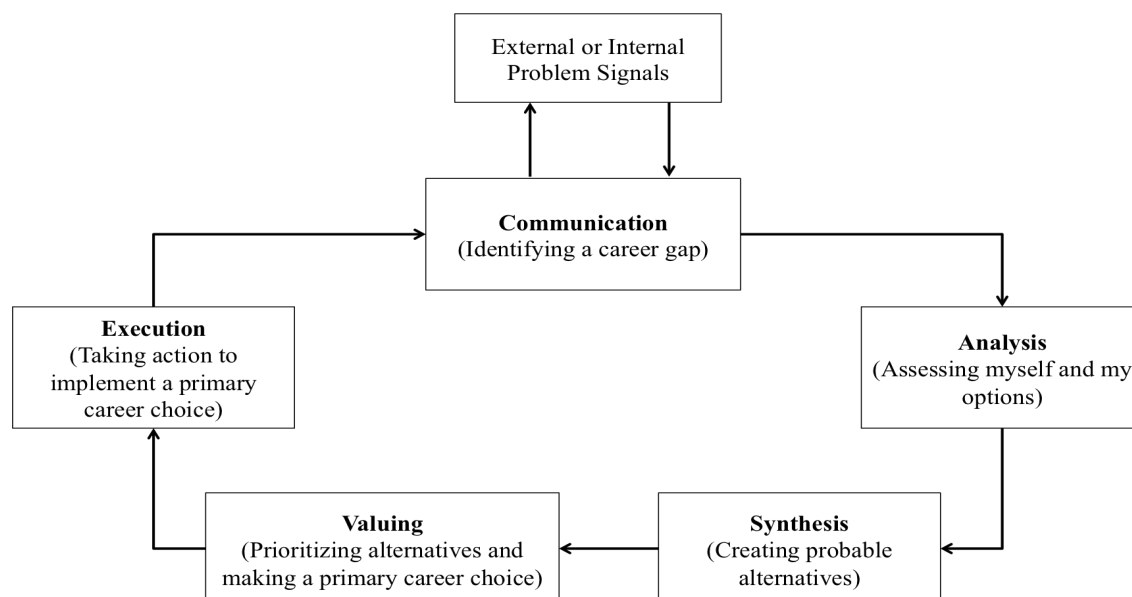 External or Internal
Problem Signals
Communication
(Identifying a career gap)
Analysis
(Assessing myself and my
options)
Synthesis
(Creating probable
alternatives)
Valuing
(Prioritizing alternatives and
making a primary career choice)
Execution
(Taking action to
implement a primary
career choice)